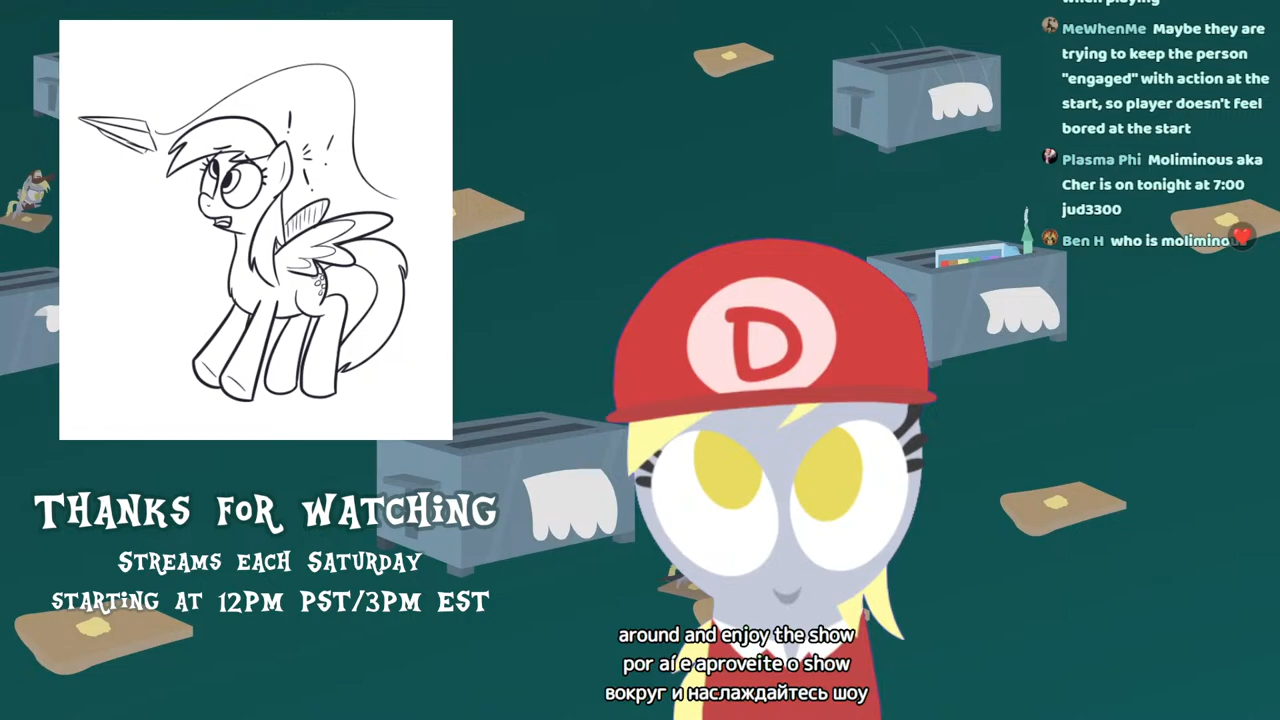 when playing
MeWhenMe Maybe they are
trying to keep the person
"engaged" with action at the
start, so player doesn't feel
bored at the start
Plasma Phi Moliminous aka
Cher is on tonight at 7:00
jud3300
Ben H who is molimino
D
THANKS FOR WATCHING
STREAMS EACH SATURDAY
STARTING AT 12PM PST/3PM EST
around and enjoy the show
por aí e aproveite o show
вокруг и наслаждайтесь шоу